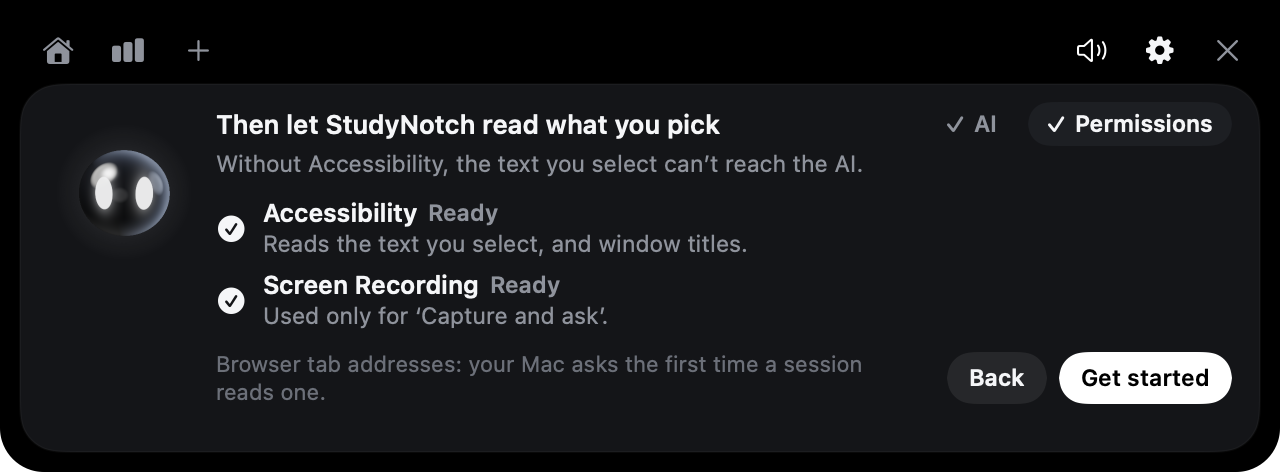 Then let StudyNotch read what you pick
AI
Permissions
Without Accessibility, the text you select can’t reach the AI.
Accessibility Ready
Reads the text you select, and window titles.
Screen Recording Ready
Used only for ‘Capture and ask’.
Browser tab addresses: your Mac asks the first time a session
reads one.
Back
Get started